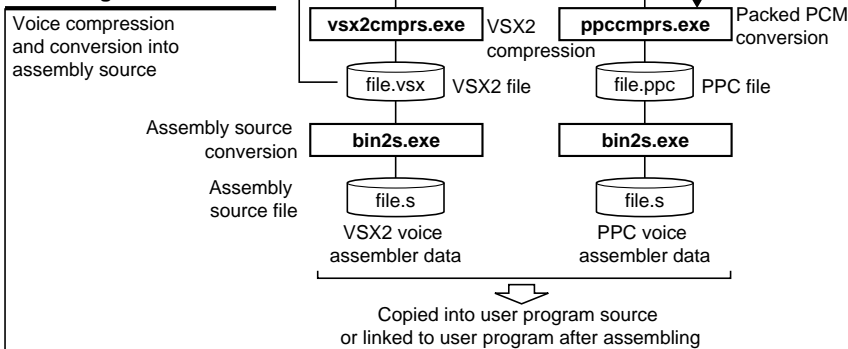 Voice compression
and conversion into
assembly source
vsx2cmprs.exe
VSX2
compression
ppccmprs.exe
Packed PCM
conversion
file.vsx
VSX2 file
file.ppc
PPC file
Assembly source
conversion
bin2s.exe
bin2s.exe
Assembly
source file
file.s
file.s
VSX2 voice
assembler data
PPC voice
assembler data
Copied into user program source
or linked to user program after assembling